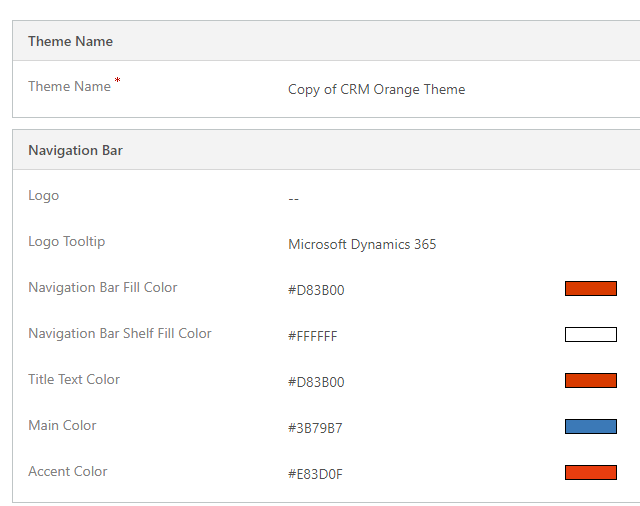 Theme Name
Theme Name * Copy of CRM Orange Theme
Navigation Bar
Logo --
Logo Tooltip Microsoft Dynamics 365
Navigation Bar Fill Color #D83B00
Navigation Bar Shelf Fill Color #FFFFFF
Title Text Color #D83B00
Main Color #3B79B7
Accent Color #E83D0F